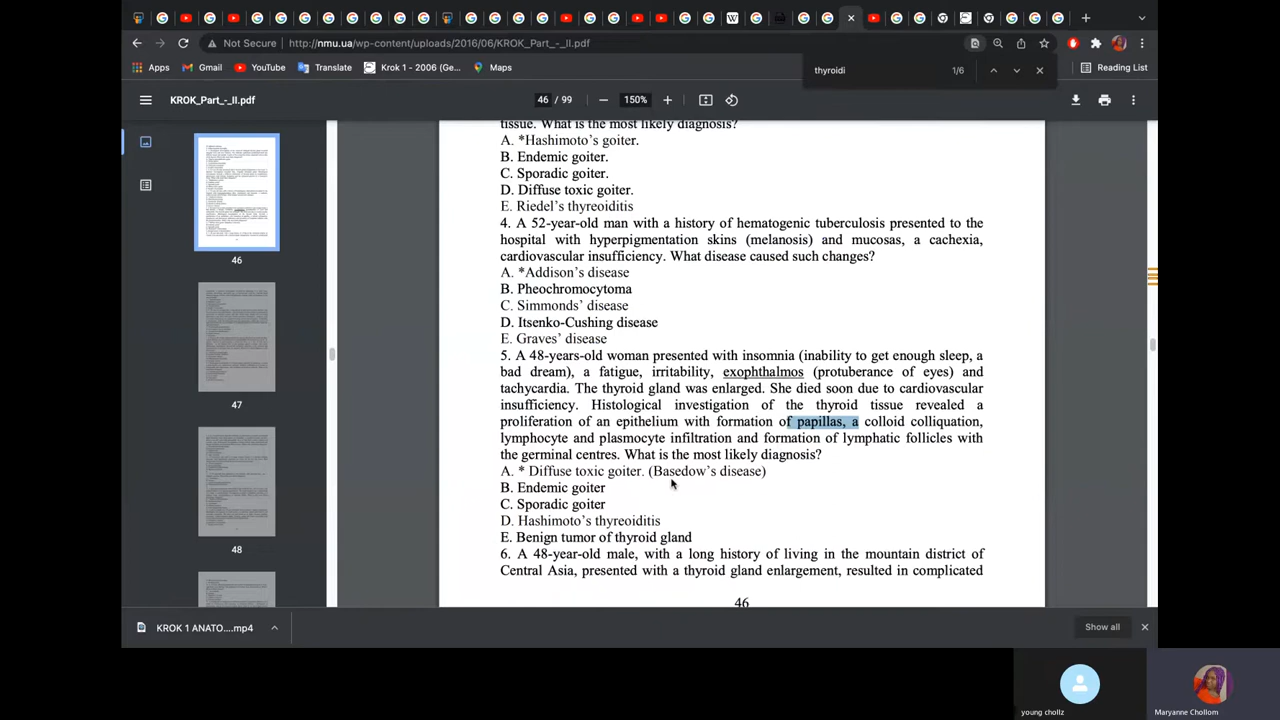 Not Secure
http://nmu.ua/wp-content/uploads/2016/06/KROK_Part_-_II.pdf
thyroidi
1/6
Apps
Gmail
YouTube
Translate
Krok 1 - 2006 (Ge...
Maps
Reading List
KROK_Part_-_II.pdf
46 / 99
150%
46
47
48
tissue. What is the most likely diagnosis?
A. *Hashimoto's goiter.
B. Endemic goiter.
C. Sporadic goiter.
D. Diffuse toxic goiter.
E. Riedel's thyreoiditis
4. A 52-year-old man with history of hematogenic tuberculosis presented to the
hospital with hyperpigmentation skins (melanosis) and mucosas, a cachexia,
cardiovascular insufficiency. What disease caused such changes?
A. *Addison's disease
B. Pheochromocytoma
C. Simmonds' disease
D. Itsenko-Cushing disease
E. Graves' disease
5. A 48-years-old women presented with insomnia (inability to get enough sleep, a
bad dream), a fatigue, irritability, exophthalmos (protuberance of eyes) and
tachycardia. The thyroid gland was enlarged. She died soon due to cardiovascular
insufficiency. Histological investigation of the thyroid tissue revealed a
proliferation of an epithelium with formation of papillas, a colloid colliquation,
lymphocyte and plasmocyte infiltration and formation of lymphatic follicles with
the germinal centres. What is the most likely diagnosis?
A. * Diffuse toxic goiter. (Basedow's disease)
B. Endemic goiter
C. Sporadic goiter
D. Hashimoto's thyreoiditis
E. Benign tumor of thyroid gland
6. A 48-year-old male, with a long history of living in the mountain district of
Central Asia, presented with a thyroid gland enlargement, resulted in complicated
46
KROK 1 ANATO....mp4
Show all
young chollz
Maryanne Chollom